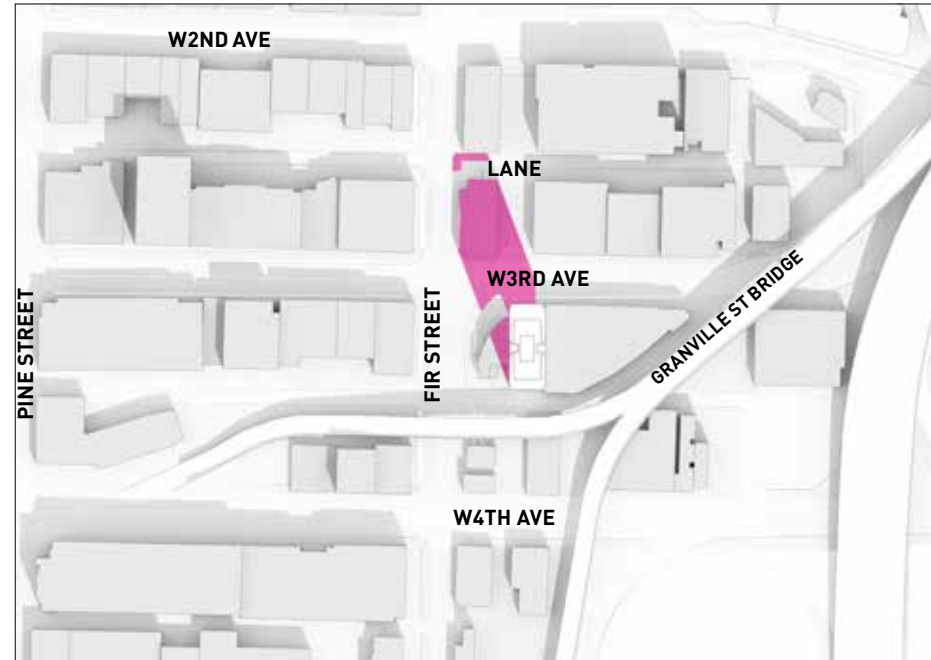 W2ND AVE
LANE
W3RD AVE
PINE STREET
FIR STREET
GRANVILLE ST BRIDGE
W4TH AVE